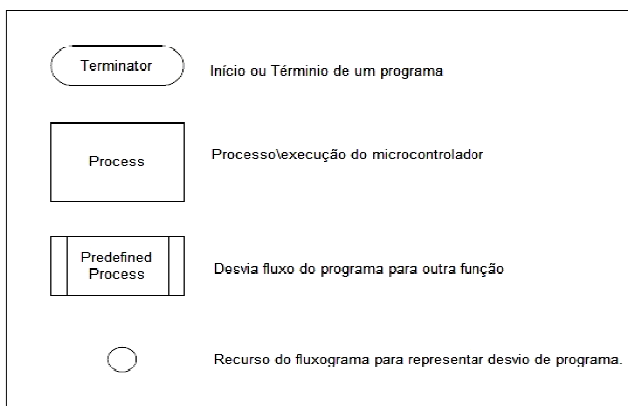 Terminator
Início ou Términio de um programa
Process
Processo\execução do microcontrolador
Predefined
Process
Desvia fluxo do programa para outra função
Recurso do fluxograma para representar desvio de programa.